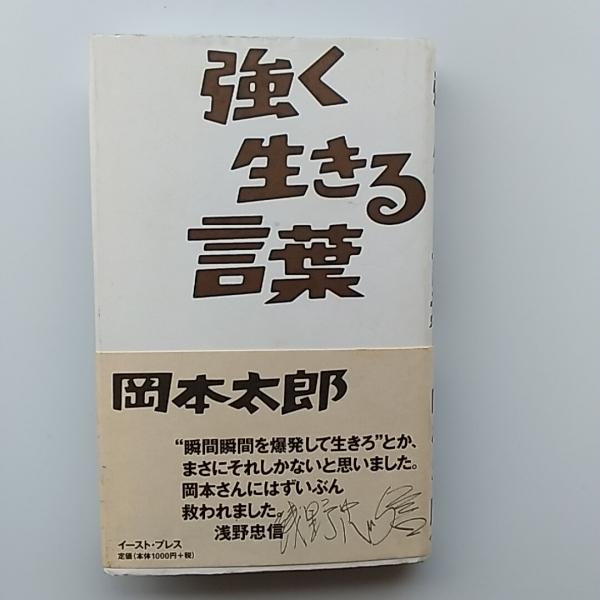 強く
生きる
言葉
岡本太郎
“瞬間瞬間を爆発して生きろ”とか、
まさにそれしかないと思いました。
岡本さんにはずいぶん
救われました。
浅野忠信
浅野忠信
イースト・プレス
定価(本体1000円+税)